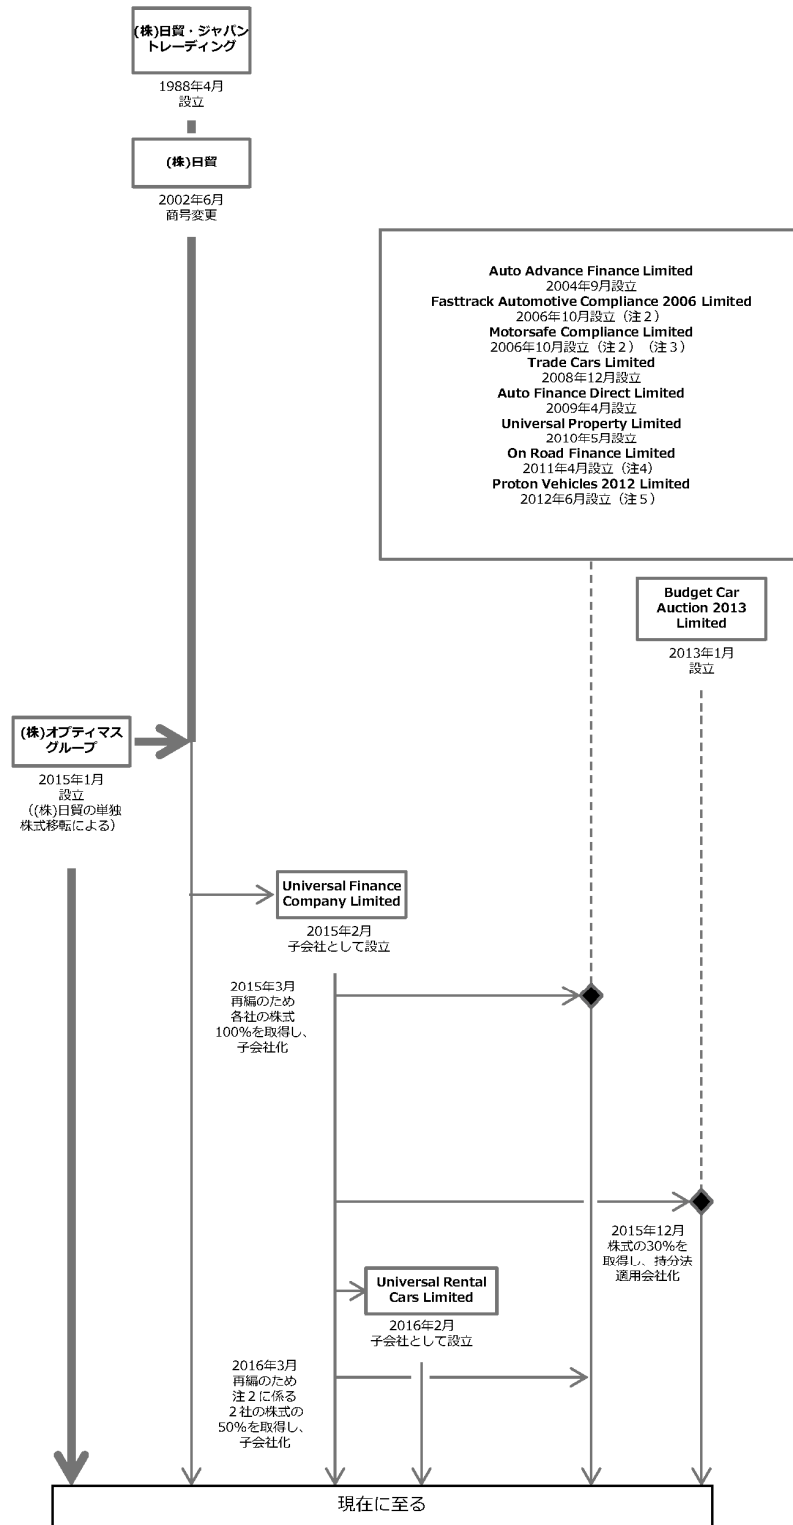 (株)日貿・ジャパン
トレーディング
1988年4月
設立
(株)日貿
2002年6月
商号変更
Auto Advance Finance Limited
2004年9月設立
Fasttrack Automotive Compliance 2006 Limited
2006年10月設立（注２）
Motorsafe Compliance Limited
2006年10月設立（注２）（注３）
Trade Cars Limited
2008年12月設立
Auto Finance Direct Limited
2009年4月設立
Universal Property Limited
2010年5月設立
On Road Finance Limited
2011年4月設立（注4）
Proton Vehicles 2012 Limited
2012年6月設立（注５）
Budget Car
Auction 2013
Limited
2013年1月
設立
(株)オプティマス
グループ
2015年1月
設立
（(株)日貿の単独
株式移転による）
Universal Finance
Company Limited
2015年2月
子会社として設立
2015年3月
再編のため
各社の株式
100%を取得し、
子会社化
2015年12月
株式の30%を
取得し、持分法
適用会社化
Universal Rental
Cars Limited
2016年2月
子会社として設立
2016年3月
再編のため
注２に係る
２社の株式の
50%を取得し、
子会社化
現在に至る